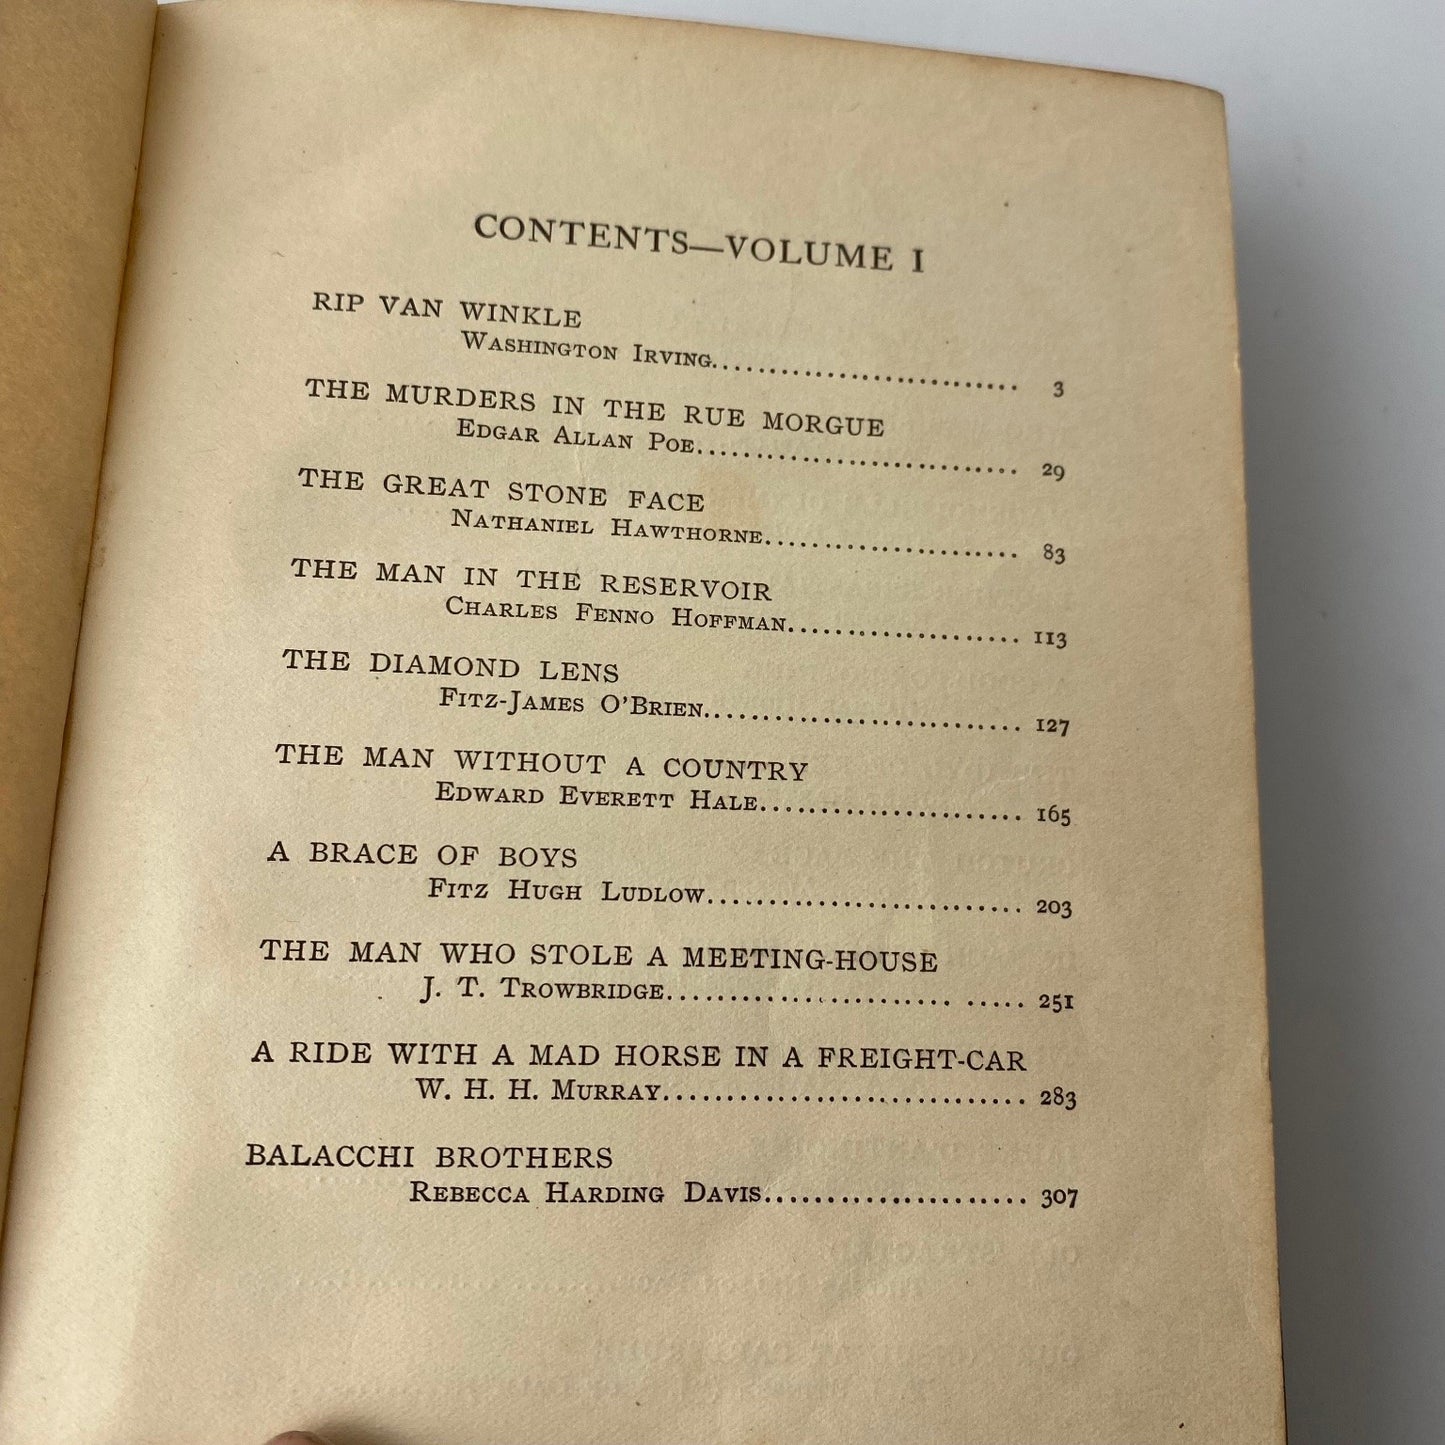 CONTENTS—VOLUME I
RIP VAN WINKLE
Washington Irving........................... 3
THE MURDERS IN THE RUE MORGUE
Edgar Allan Poe............................ 29
THE GREAT STONE FACE
Nathaniel Hawthorne...................... 83
THE MAN IN THE RESERVOIR
Charles Fenno Hoffman.................... 113
THE DIAMOND LENS
Fitz-James O'Brien........................... 127
THE MAN WITHOUT A COUNTRY
Edward Everett Hale...................... 165
A BRACE OF BOYS
Fitz Hugh Ludlow.......................... 203
THE MAN WHO STOLE A MEETING-HOUSE
J. T. Trowbridge........................ ..... 251
A RIDE WITH A MAD HORSE IN A FREIGHT-CAR
W. H. H. Murray............................. 283
BALACCHI BROTHERS
Rebecca Harding Davis..................... 307